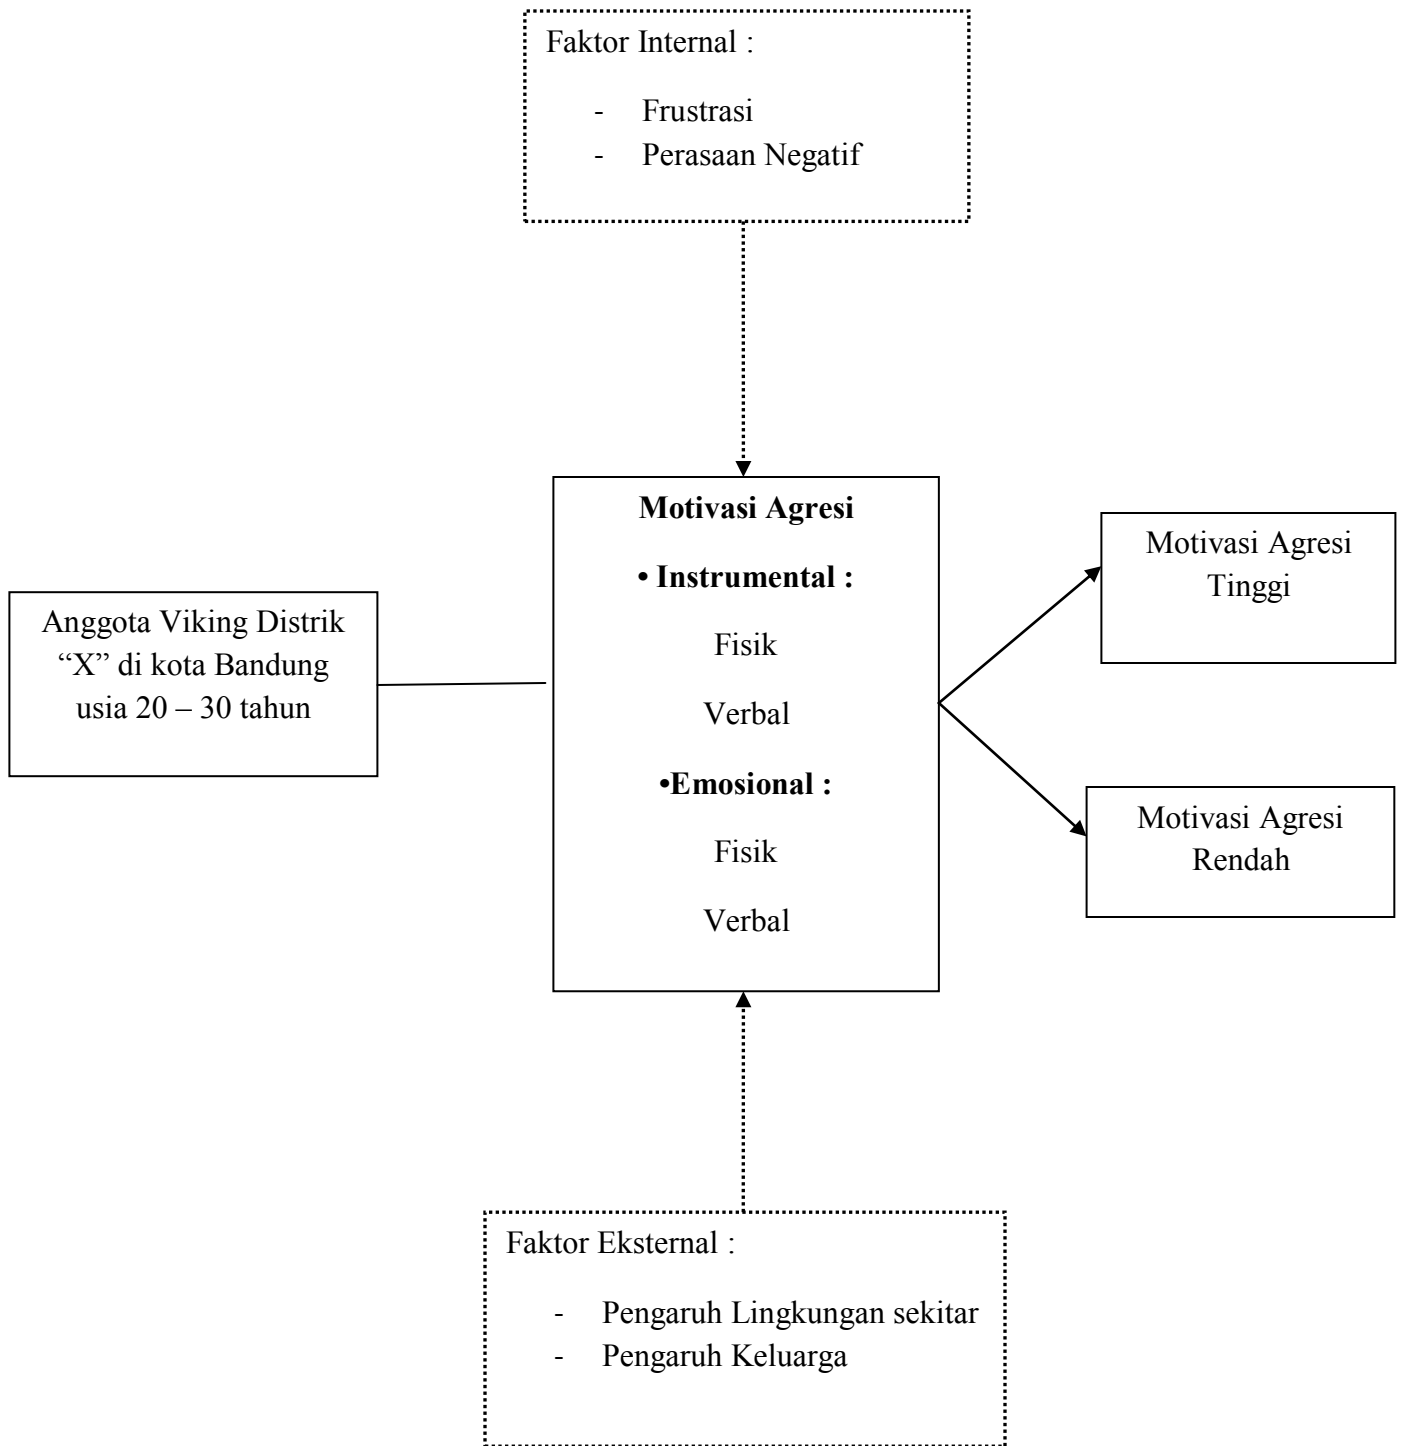 Faktor Internal :
- Frustrasi
- Perasaan Negatif
Anggota Viking Distrik
“X” di kota Bandung
usia 20 – 30 tahun
Motivasi Agresi
• Instrumental :
Fisik
Verbal
•Emosional :
Fisik
Verbal
Motivasi Agresi
Tinggi
Motivasi Agresi
Rendah
Faktor Eksternal :
- Pengaruh Lingkungan sekitar
- Pengaruh Keluarga